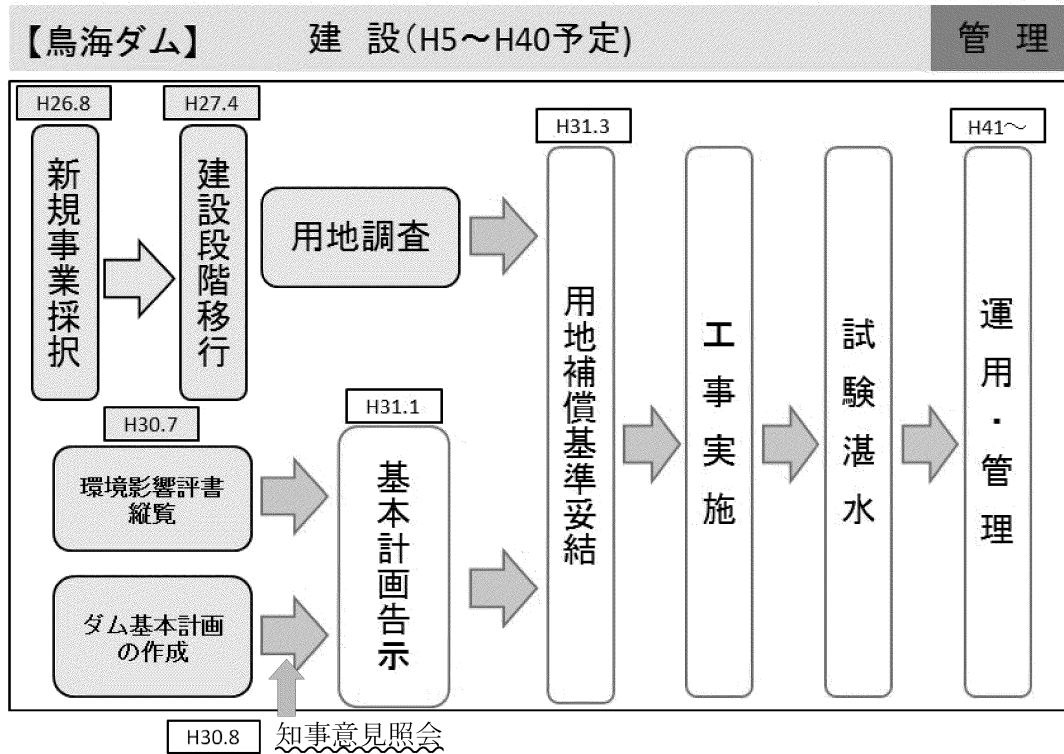 【鳥海ダム】 建 設(H5～H40予定) 管 理
H26.8
新規事業採択
H27.4
建設段階移行
用地調査
H30.7
環境影響評書
縦覧
ダム基本計画
の作成
H30.8 知事意見照会
H31.1
基本計画告示
H31.3
用地補償基準妥結
工事実施
試験湛水
H41～
運用・管理